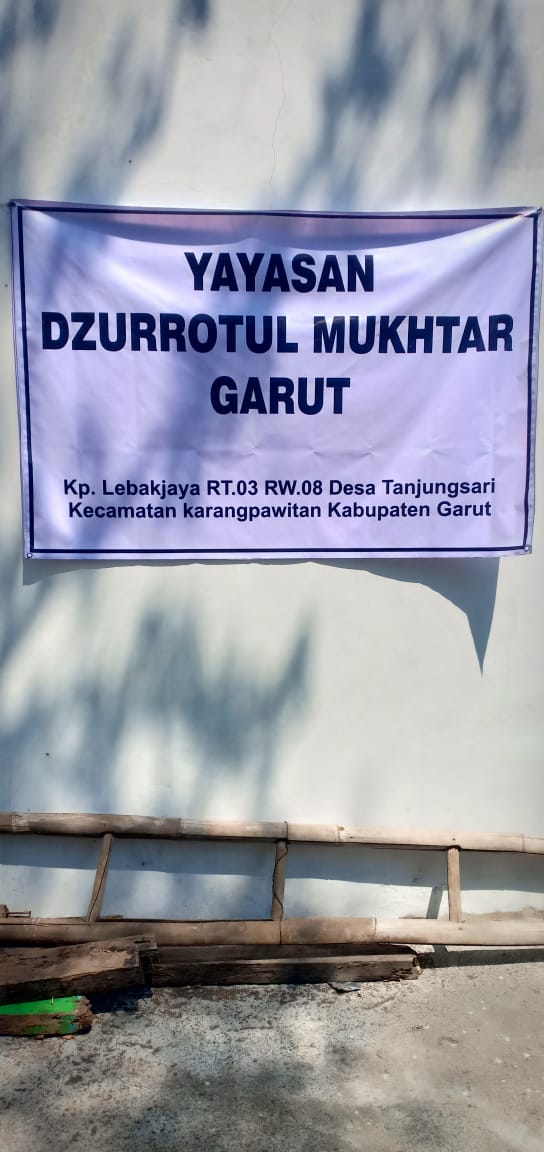 YAYASAN
DZURROTUL MUKHTAR
GARUT
Kp. Lebakjaya RT.03 RW.08 Desa Tanjungsari
Kecamatan karangpawitan Kabupaten Garut